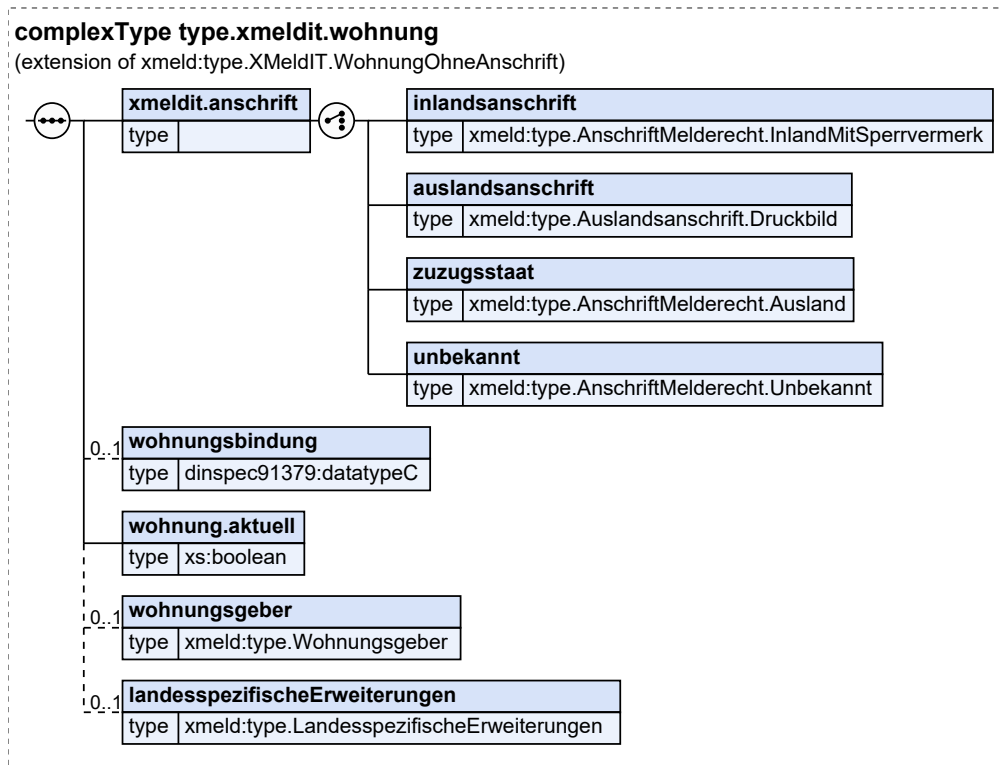 complexType type.xmeldit.wohnung
(extension of xmeld:type.XMeldIT.WohnungOhneAnschrift)
xmeldit.anschrift
type
inlandsanschrift
type xmeld:type.AnschriftMelderecht.InlandMitSperrvermerk
auslandsanschrift
type xmeld:type.Auslandsanschrift.Druckbild
zuzugsstaat
type xmeld:type.AnschriftMelderecht.Ausland
unbekannt
type xmeld:type.AnschriftMelderecht.Unbekannt
0..1 wohnungsbindung
type dinspec91379:datatypeC
wohnung.aktuell
type xs:boolean
0..1 wohnungsgeber
type xmeld:type.Wohnungsgeber
0..1 landesspezifischeErweiterungen
type xmeld:type.LandesspezifischeErweiterungen